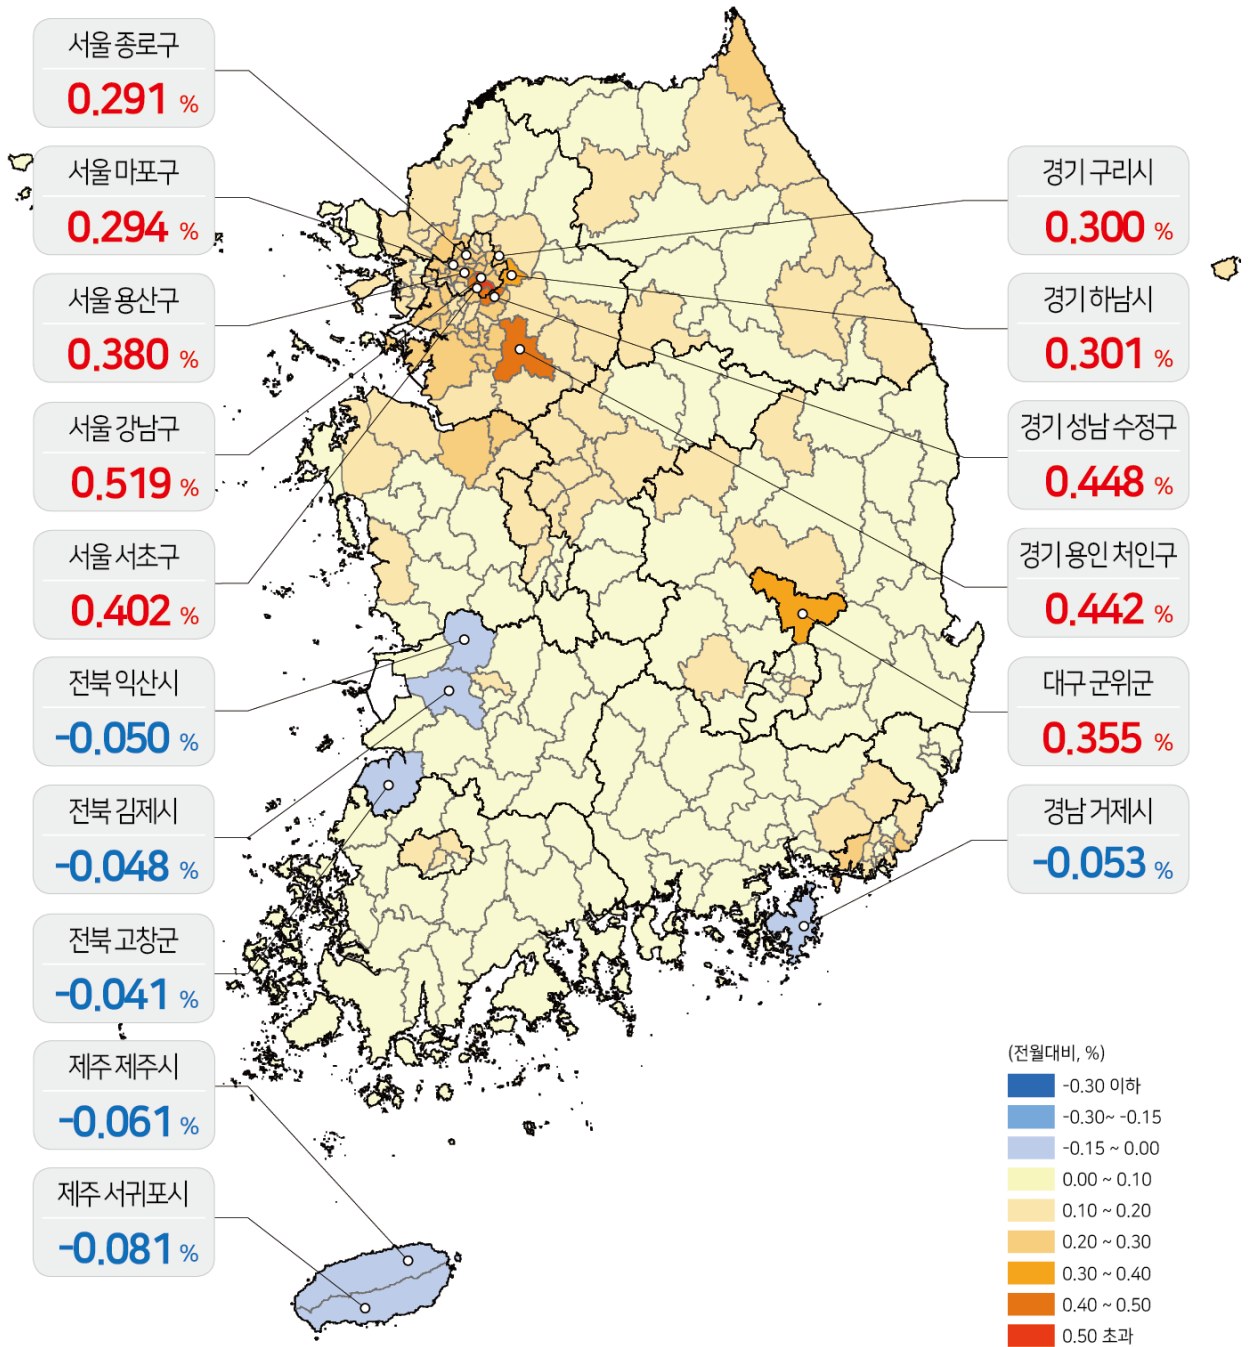 서울 종로구
0.291 %
서울 마포구
0.294 %
서울 용산구
0.380 %
서울 강남구
0.519 %
서울 서초구
0.402 %
전북 익산시
-0.050 %
전북 김제시
-0.048 %
전북 고창군
-0.041 %
제주 제주시
-0.061 %
제주 서귀포시
-0.081 %
경기 구리시
0.300 %
경기 하남시
0.301 %
경기 성남 수정구
0.448 %
경기 용인 처인구
0.442 %
대구 군위군
0.355 %
경남 거제시
-0.053 %
(전월대비, %)
-0.30 이하
-0.30~ -0.15
-0.15 ~ 0.00
0.00 ~ 0.10
0.10 ~ 0.20
0.20 ~ 0.30
0.30 ~ 0.40
0.40 ~ 0.50
0.50 초과